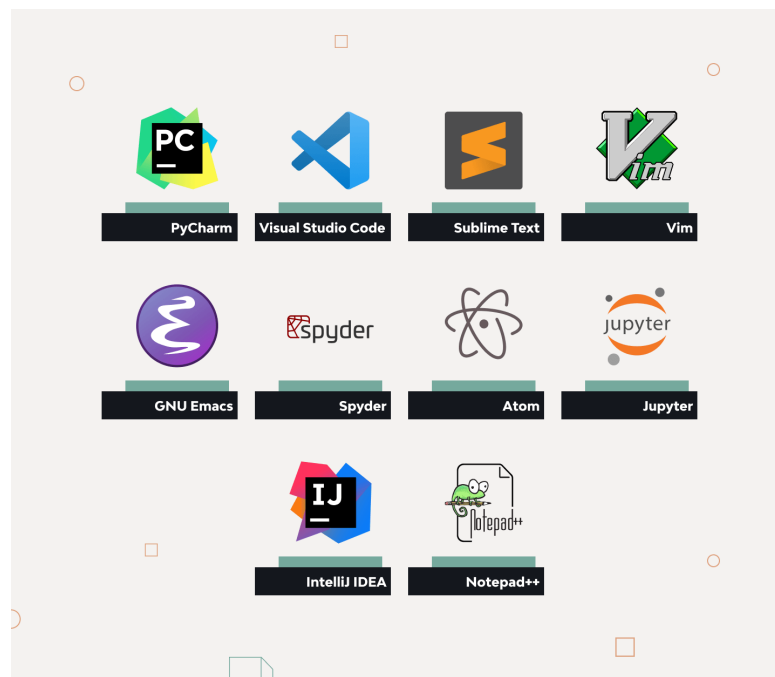 PC
Vim
PyCharm
Visual Studio Code
Sublime Text
Vim
spyder
jupyter
GNU Emacs
Spyder
Atom
Jupyter
IJ
Notepad++
IntelliJ IDEA
Notepad++